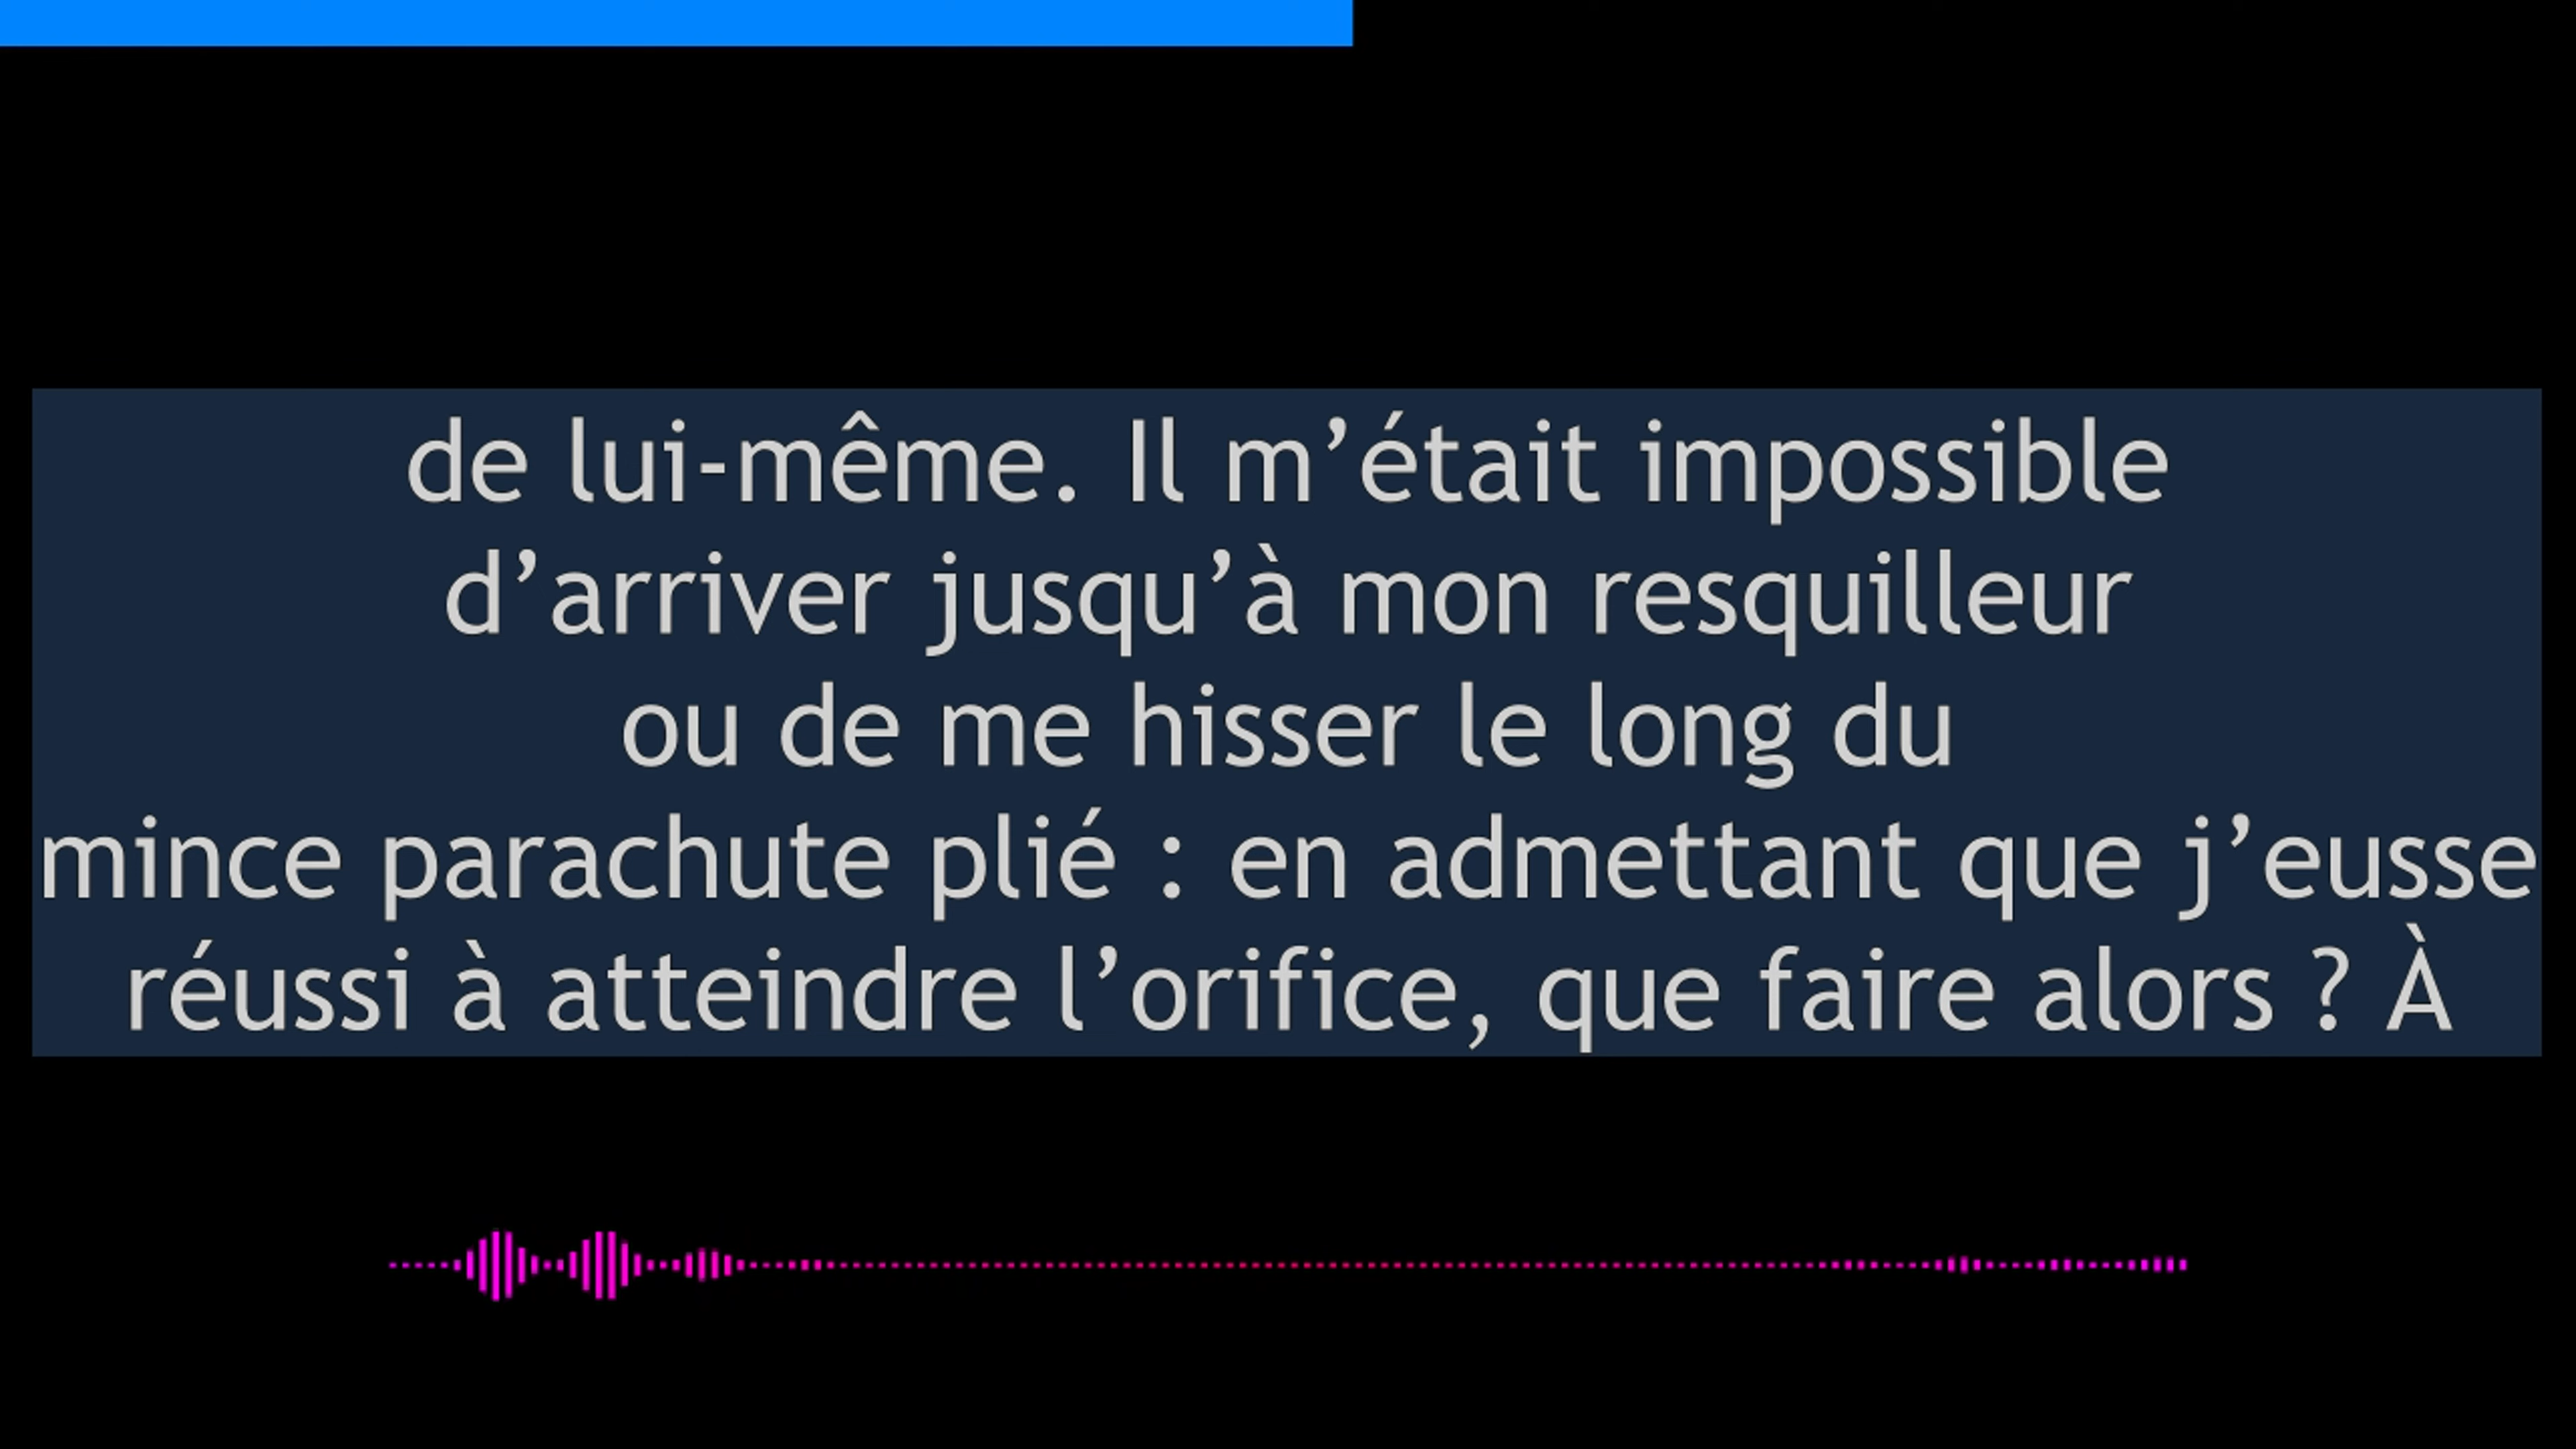 de lui-même. Il m’était impossible
d’arriver jusqu’à mon resquilleur
ou de me hisser le long du
mince parachute plié : en admettant que j’eusse
réussi à atteindre l’orifice, que faire alors ? À